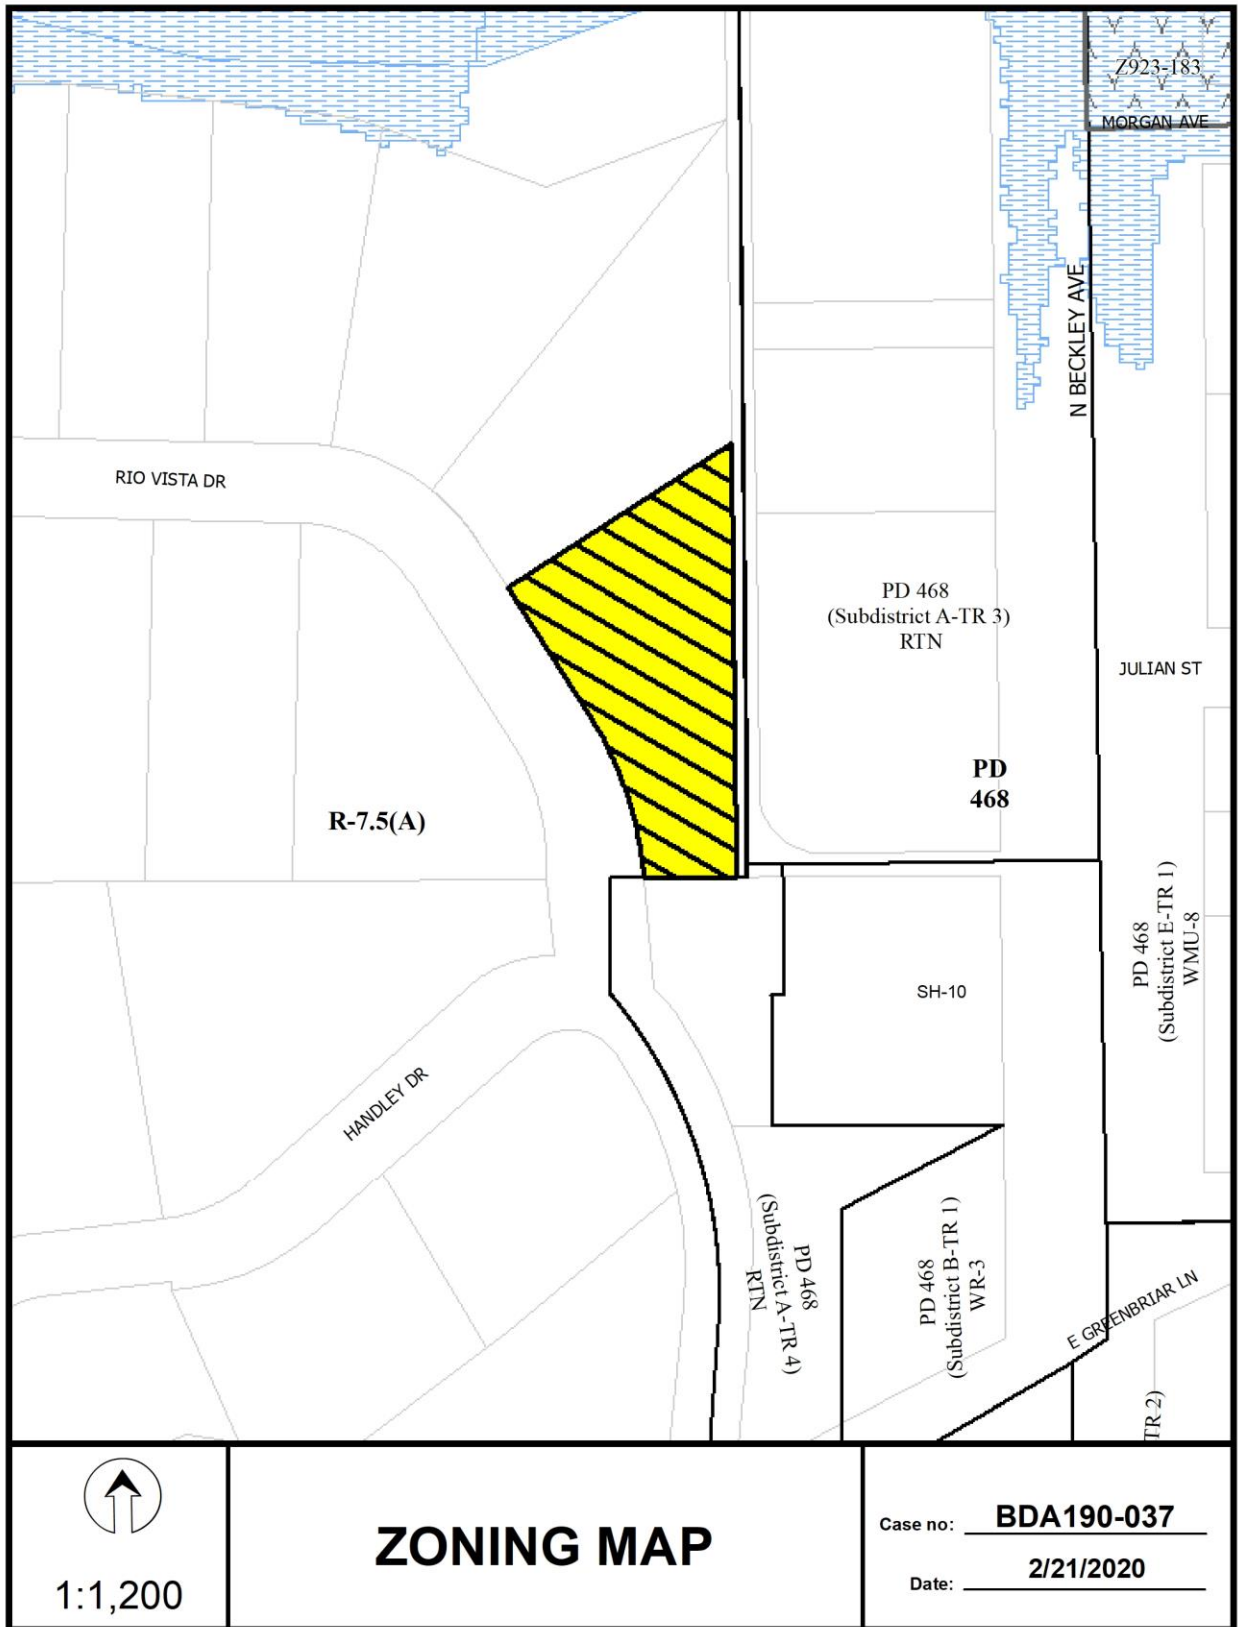 Z923-183
MORGAN AVE
N BECKLEY AVE
RIO VISTA DR
PD 468
(Subdistrict A-TR 3)
RTN
JULIAN ST
PD
468
R-7.5(A)
PD 468
(Subdistrict E-TR 1)
WMU-8
SH-10
HANDLEY DR
PD 468
(Subdistrict A-TR 4)
RTN
PD 468
(Subdistrict B-TR 1)
WR-3
E GREENBRIAR LN
TR 2)
1:1,200
ZONING MAP
Case no: BDA190-037
Date: 2/21/2020